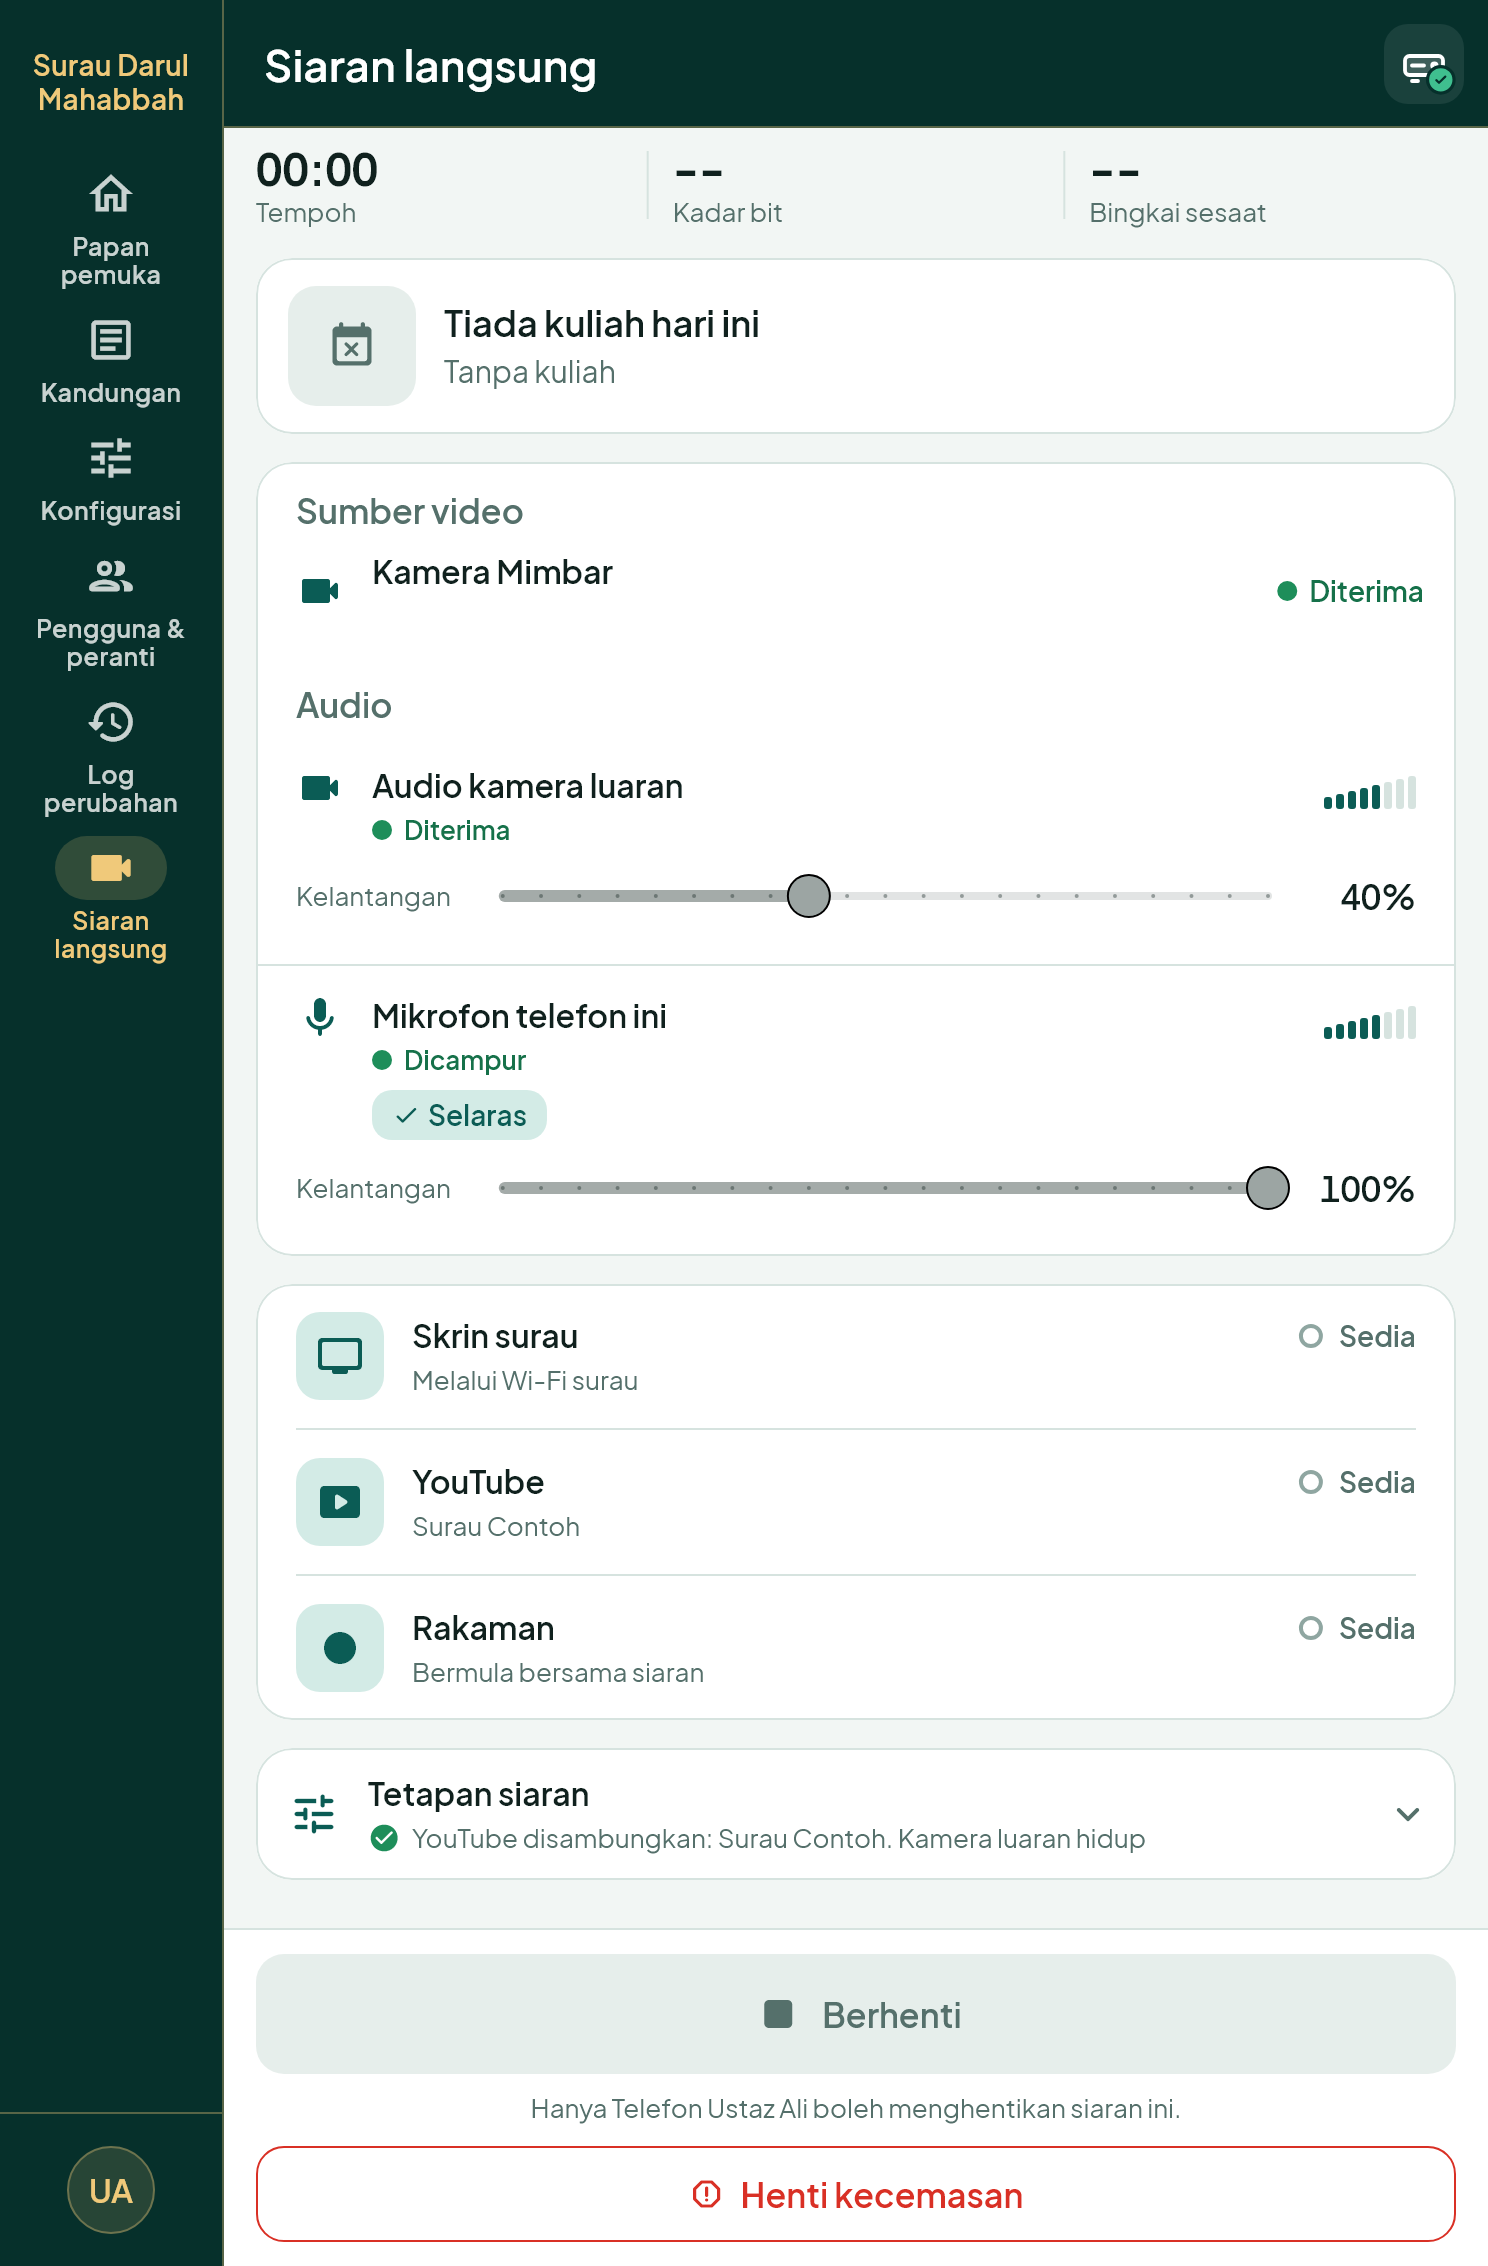 Surau Darul
Mahabbah
Papan
pemuka
Kandungan
Konfigurasi
Pengguna &
peranti
Log
perubahan
Siaran
langsung
UA
Siaran langsung
00:00
Tempoh
--
Kadar bit
--
Bingkai sesaat
Tiada kuliah hari ini
Tanpa kuliah
Sumber video
Kamera Mimbar
Diterima
Audio
Audio kamera luaran
Diterima
Kelantangan
40%
Mikrofon telefon ini
Dicampur
Selaras
Kelantangan
100%
Skrin surau
Sedia
Melalui Wi-Fi surau
YouTube
Sedia
Surau Contoh
Rakaman
Sedia
Bermula bersama siaran
Tetapan siaran
YouTube disambungkan: Surau Contoh. Kamera luaran hidup
Berhenti
Hanya Telefon Ustaz Ali boleh menghentikan siaran ini.
Henti kecemasan